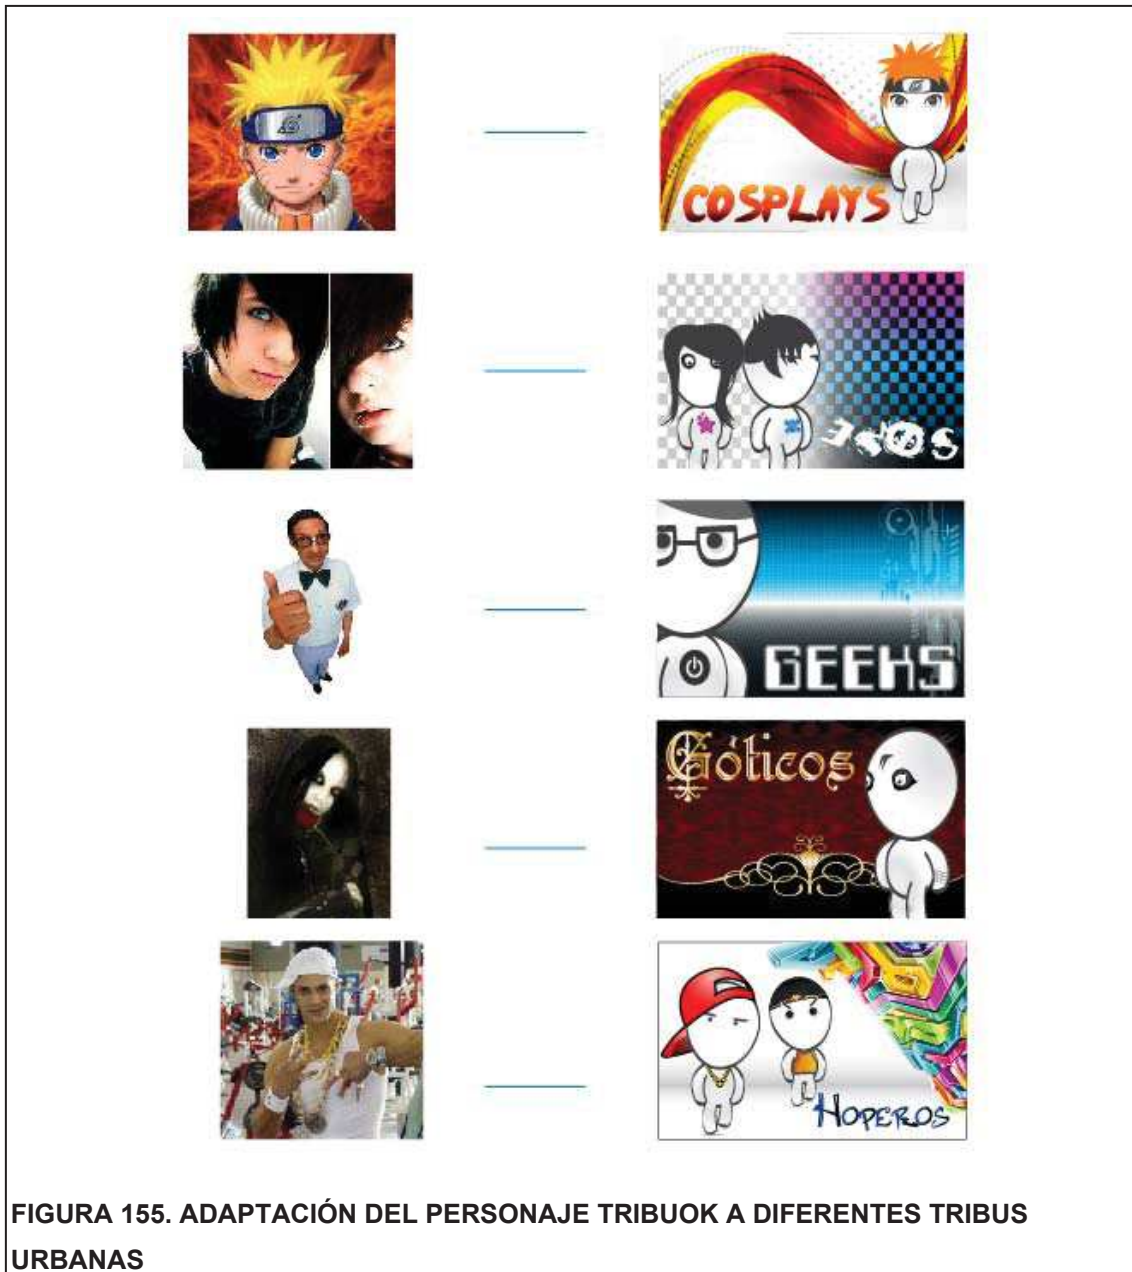 COSPLAYS
GEEKS
Góticos
HOPEROS
FIGURA 155. ADAPTACIÓN DEL PERSONAJE TRIBUOK A DIFERENTES TRIBUS
URBANAS